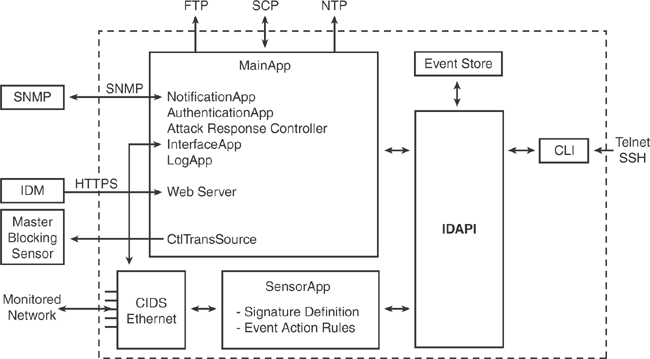 FTP
SCP
NTP
MainApp
Event Store
SNMP
SNMP
NotificationApp
AuthenticationApp
Attack Response Controller
InterfaceApp
LogApp
CLI
Telnet
SSH
IDM
HTTPS
Web Server
Master
Blocking
Sensor
CtlTransSource
IDAPI
Monitored
Network
CIDS
Ethernet
SensorApp
- Signature Definition
- Event Action Rules